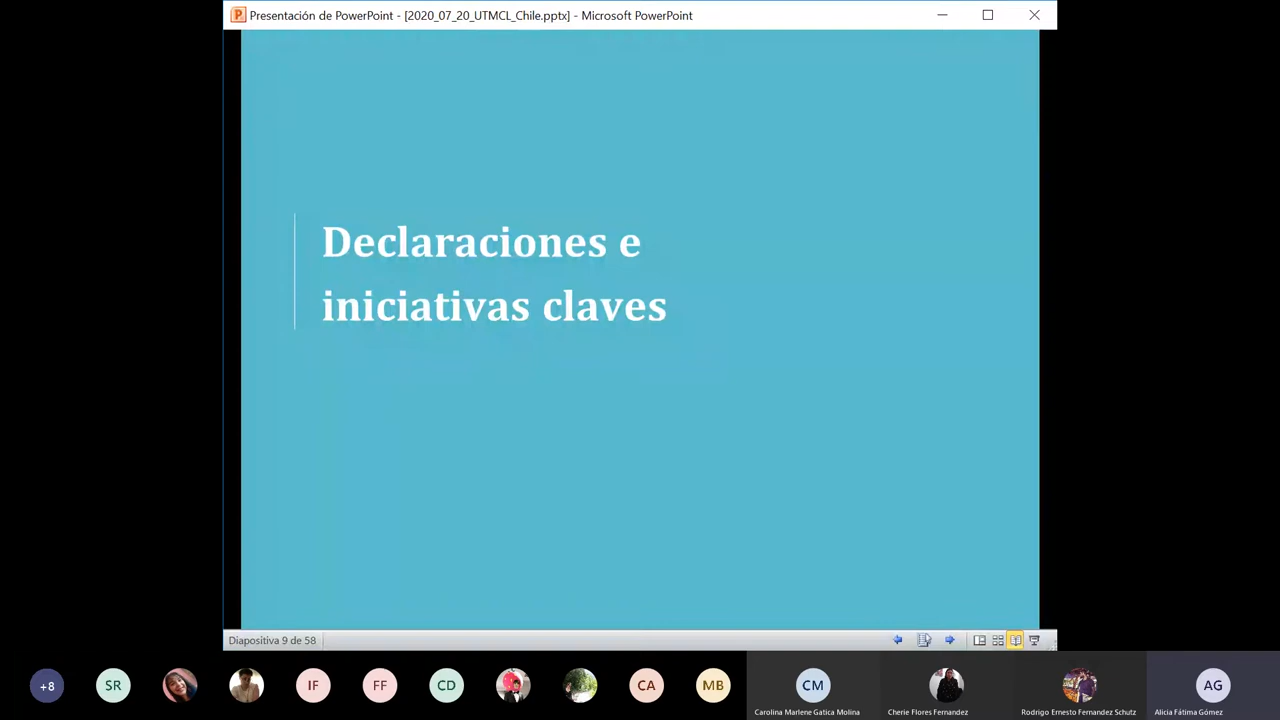 Presentación de PowerPoint - [2020_07_20_UTMCL_Chile.pptx] - Microsoft PowerPoint
Declaraciones e
iniciativas claves
Diapositiva 9 de 58
+8
SR
IF
FF
CD
CA
MB
CM
AG
Carolina Marlene Gatica Molina
Cherie Flores Fernandez
Rodrigo Ernesto Fernandez Schutz
Alicia Fátima Gómez